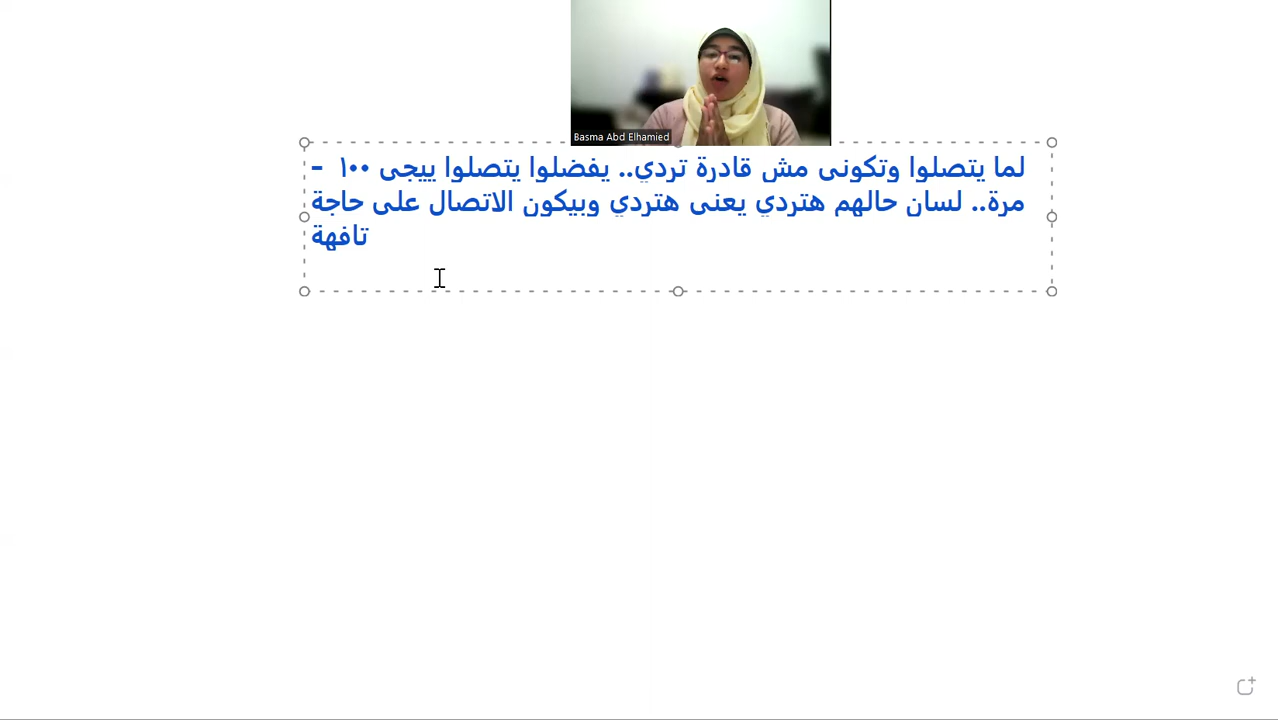 Basma Abd Elhamied
لما يتصلوا وتكونى مش قادرة تردي.. يفضلوا يتصلوا بييجى ١٠٠ -
مرة.. لسان حالهم هتردي يعنى هتردي وبيكون الاتصال على حاجة
تافهة